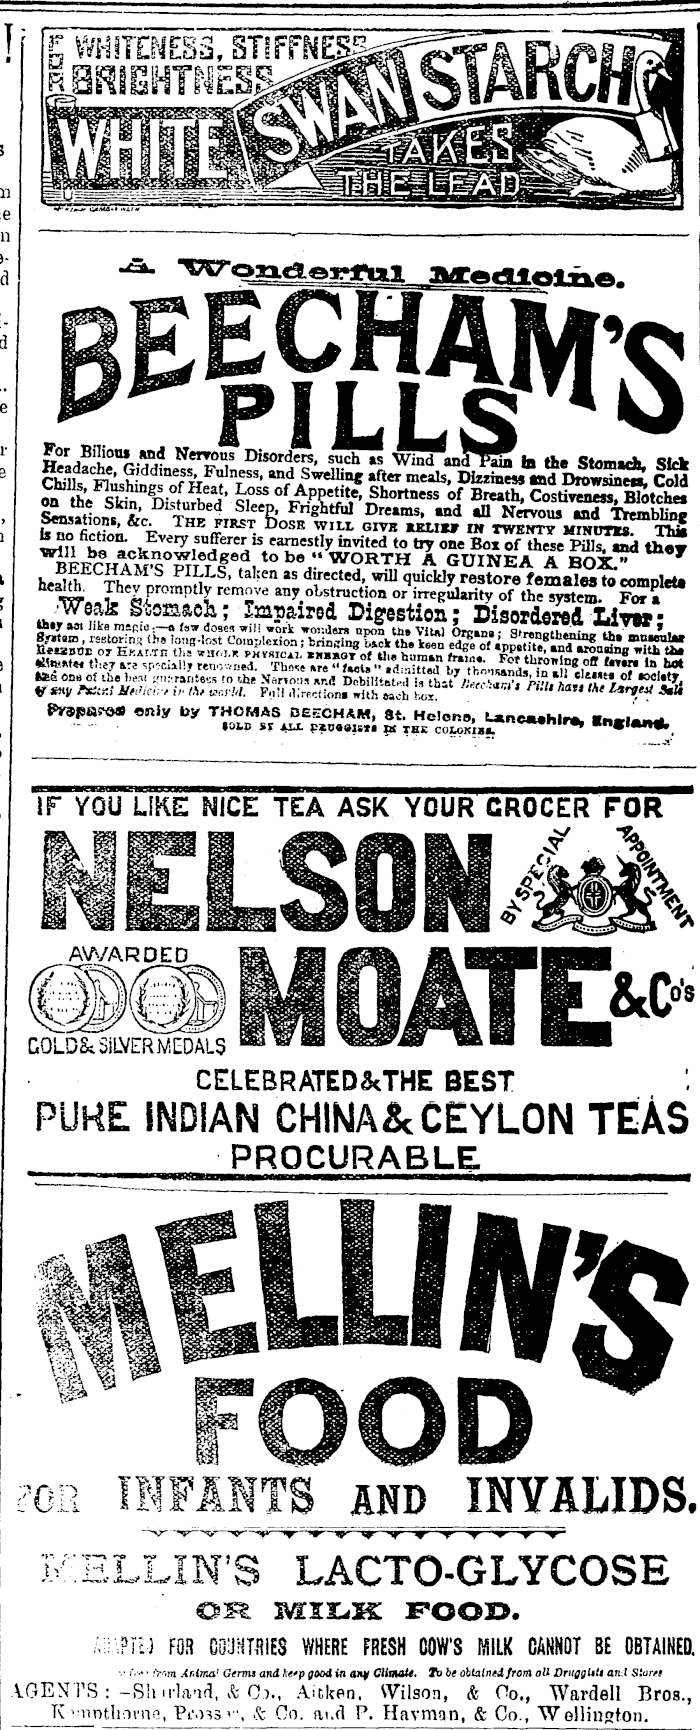 FOR WHITENESS, STIFFNESS
BRIGHTNESS
WHITE SWAN STARCH
TAKES
THE LEAD
A Wonderful Medicine.
BEECHAM'S
PILLS
For Bilious and Nervous Disorders, such as Wind and Pain in the Stomach, Sick
Headache, Giddiness, Fulness, and Swelling after meals, Dizziness and Drowsiness, Cold
Chills, Flushings of Heat, Loss of Appetite, Shortness of Breath, Costiveness, Blotches
on the Skin, Disturbed Sleep, Frightful Dreams, and all Nervous and Trembling
Sensations, &c. THE FIRST DOSE WILL GIVE RELIEF IN TWENTY MINUTES. This
is no fiction. Every sufferer is earnestly invited to try one Box of these Pills, and they
will be acknowledged to be "WORTH A GUINEA A BOX."
BEECHAM'S PILLS, taken as directed, will quickly restore females to complete
health. They promptly remove any obstruction or irregularity of the system. For a
Weak Stomach; Impaired Digestion; Disordered Liver;
they act like magic:—a few doses will work wonders upon the Vital Organs; Strengthening the muscular
System, restoring the long-lost Complexion; bringing back the keen edge of appetite, and arousing with the
ROSEBUD OF HEALTH the WHOLE PHYSICAL ENERGY of the human frame. For throwing off fevers in hot
climates they are specially renowned. These are "facts" admitted by thousands, in all classes of society,
and one of the best guarantees to the Nervous and Debilitated is that Beecham's Pills have the Largest Sale
of any Patent Medicine in the world. Full directions with each box.
Prepared only by THOMAS BEECHAM, St. Helens, Lancashire, England.
SOLD BY ALL DRUGGISTS IN THE COLONIES.
IF YOU LIKE NICE TEA ASK YOUR GROCER FOR
NELSON
BY SPECIAL APPOINTMENT
MOATE & Co's
AWARDED
GOLD & SILVER MEDALS
CELEBRATED & THE BEST
PURE INDIAN CHINA & CEYLON TEAS
PROCURABLE
MELLIN'S
FOOD
FOR INFANTS AND INVALIDS.
MELLIN'S LACTO-GLYCOSE
OR MILK FOOD.
ADAPTED FOR COUNTRIES WHERE FRESH COW'S MILK CANNOT BE OBTAINED.
from Animal Germs and keep good in any Climate. To be obtained from all Druggists and Stores
AGENTS:—Sharland, & Co., Aitken, Wilson, & Co., Wardell Bros.,
Kempthorne, Prosser, & Co. and P. Hayman, & Co., Wellington.